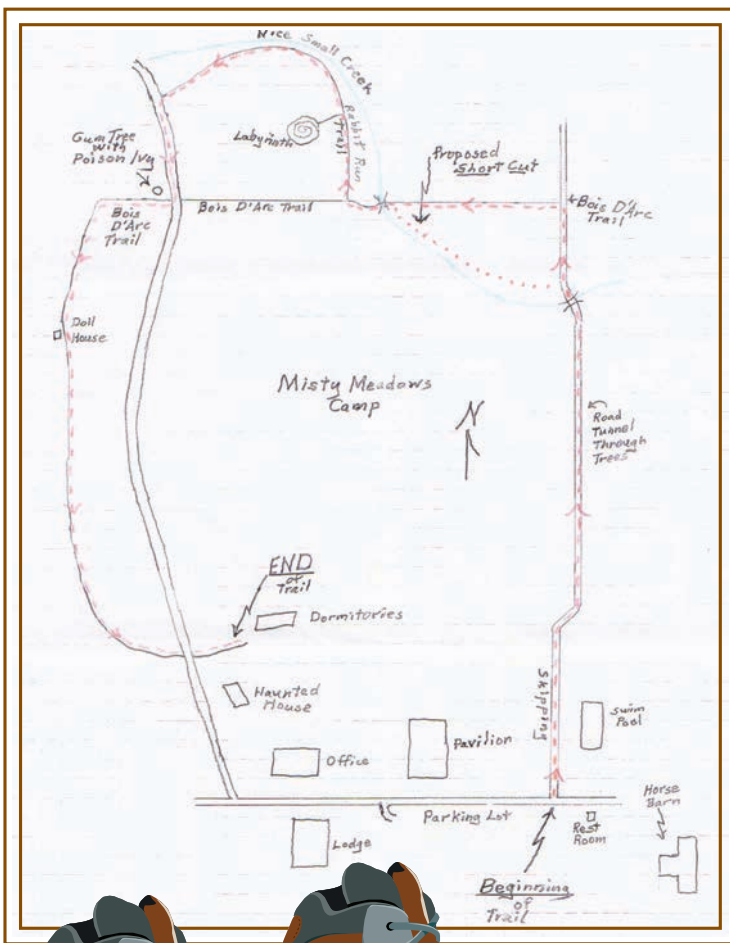 Nice Small Creek
Rabbit Run
Trail
Labyrinth
Gum Tree
with
Poison Ivy
Proposed
Short Cut
Bois D'Arc
Trail
Bois D'Arc Trail
Bois D'Arc
Trail
Doll
House
Misty Meadows
Camp
N
Road
Tunnel
Through
Trees
END
of
Trail
Dormitories
Skipping
Haunted
House
Swim
Pool
Pavilion
Office
Horse
Barn
Parking Lot
Rest
Room
Lodge
Beginning
of
Trail